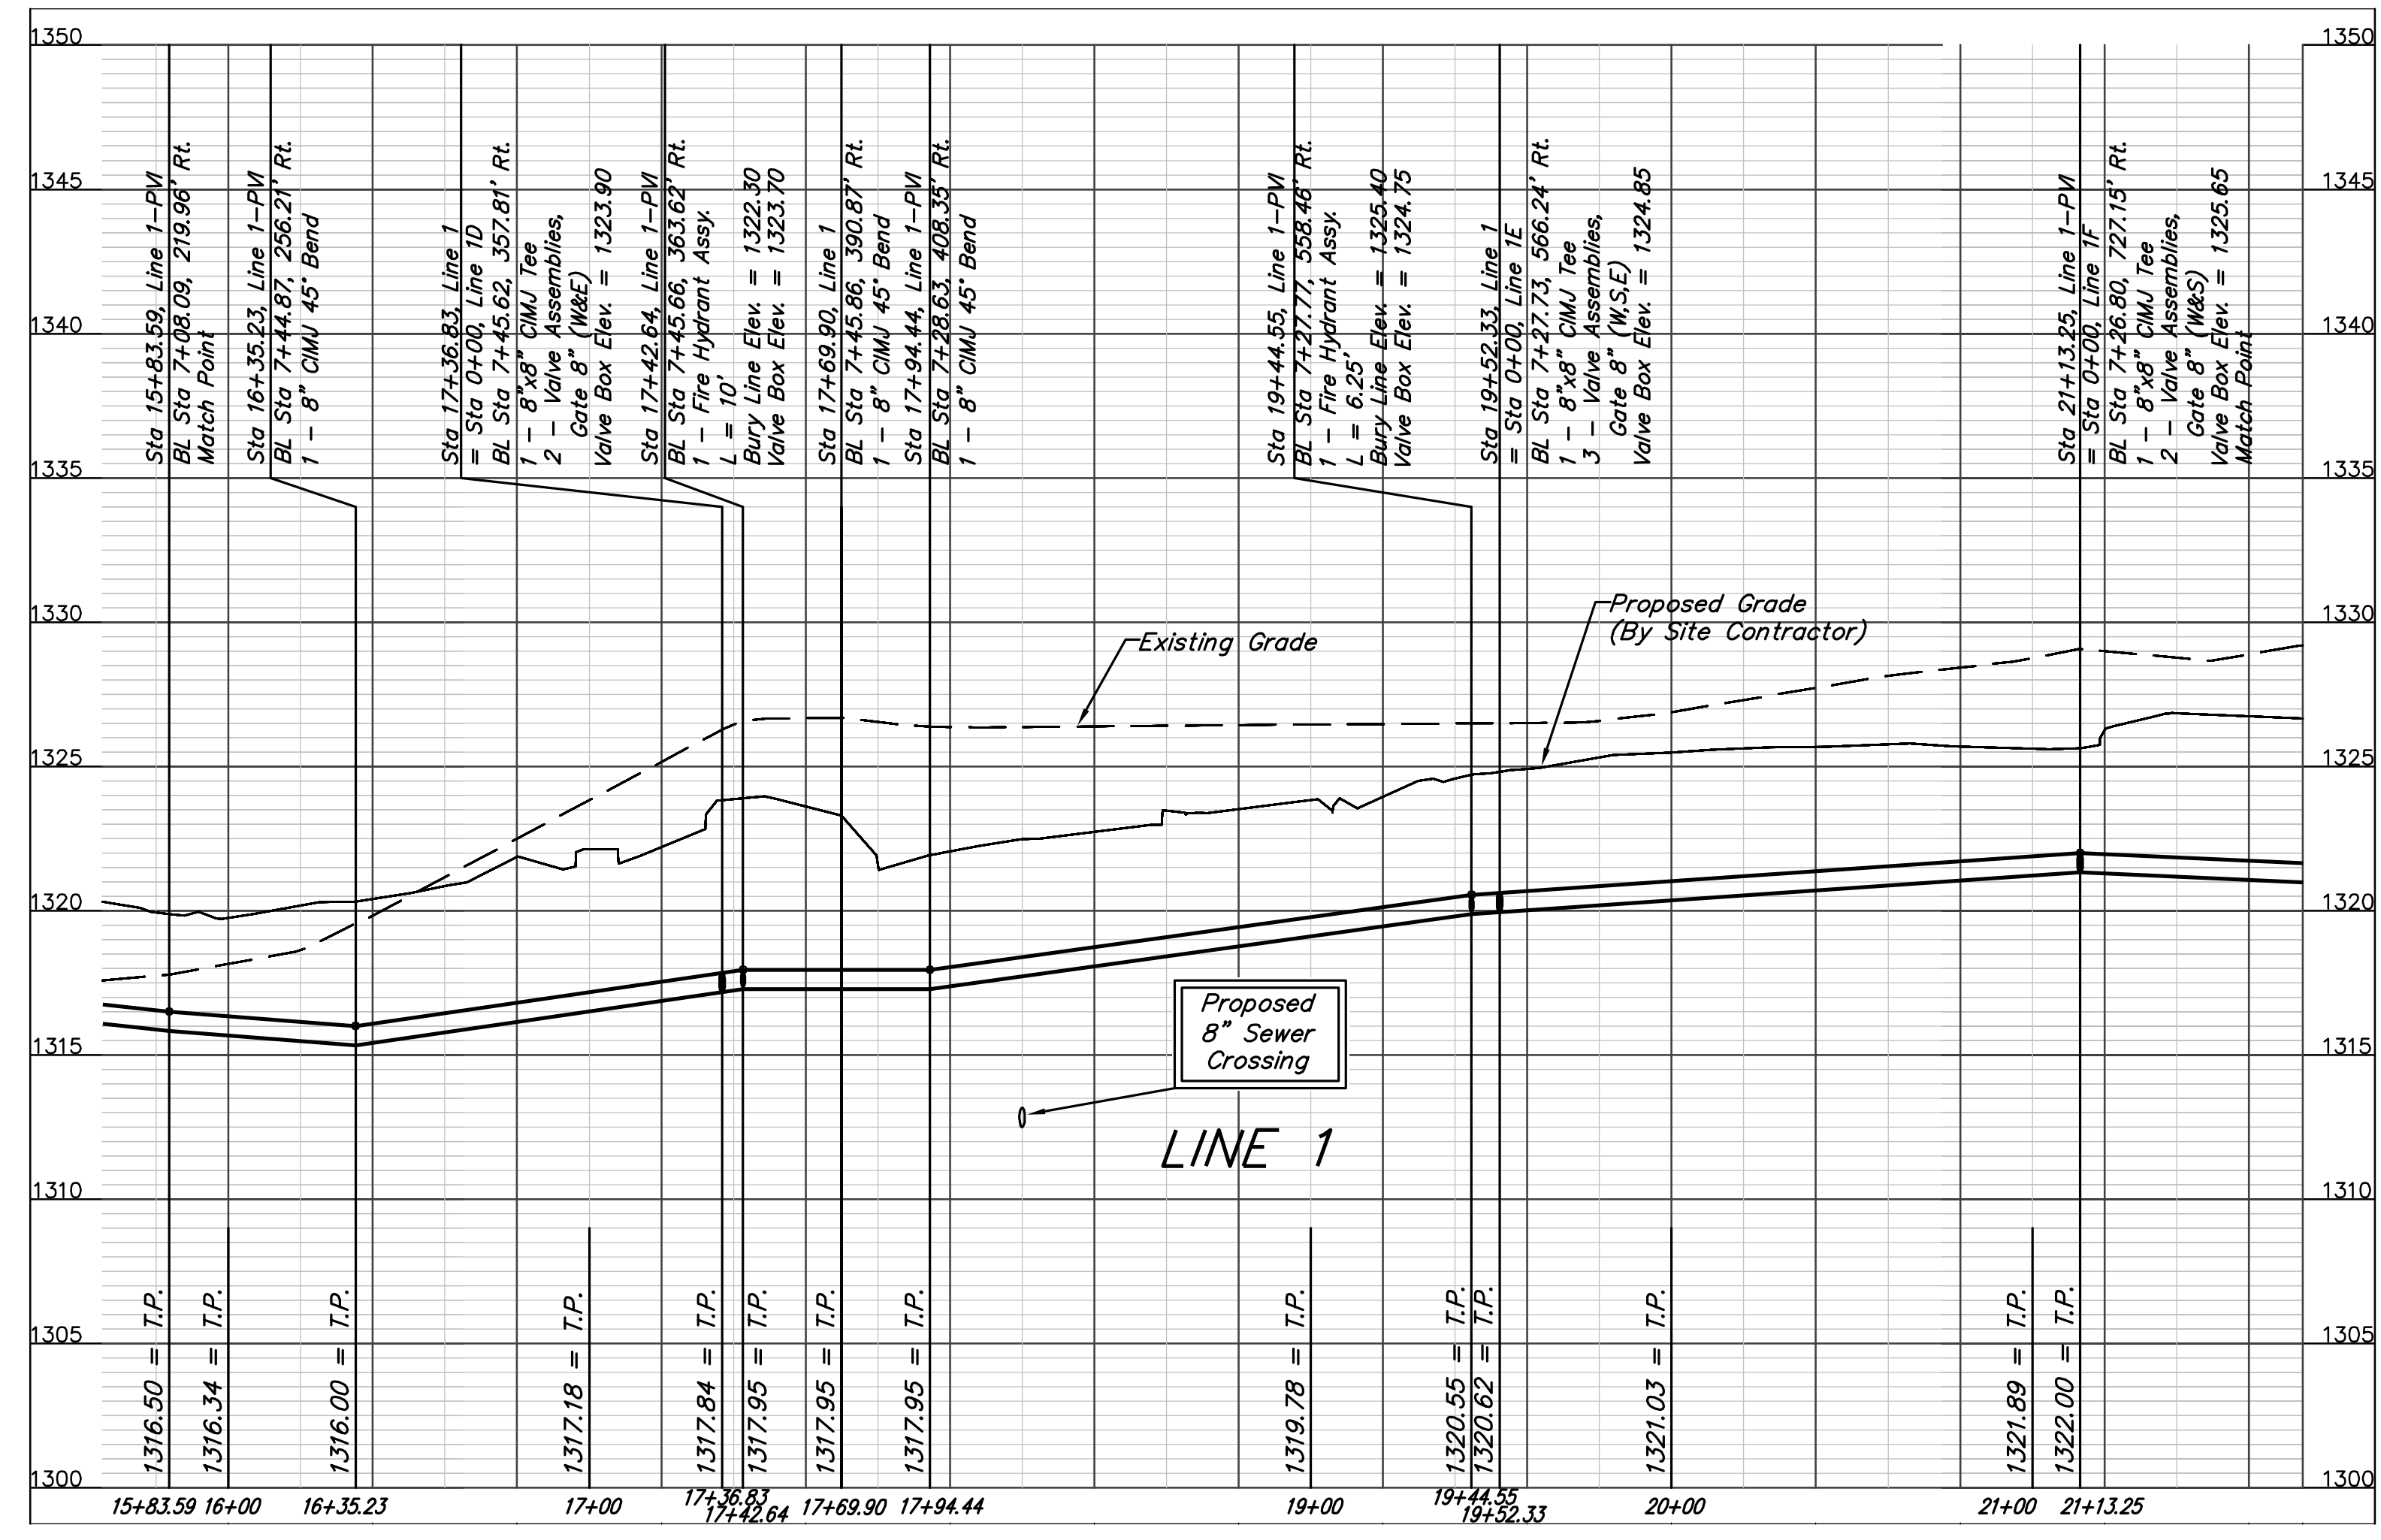 1350
1345
1340
1335
1330
1325
1320
1315
1310
1305
1300
1350
1345
1340
1335
1330
1325
1320
1315
1310
1305
1300
Sta 15+83.59, Line 1-PVI
BL Sta 7+08.09, 219.96' Rt.
Match Point
Sta 16+35.23, Line 1-PVI
BL Sta 7+44.87, 256.21' Rt.
1 - 8" CIMJ 45° Bend
Sta 17+36.83, Line 1
= Sta 0+00, Line 1D
BL Sta 7+45.62, 357.81' Rt.
1 - 8"x8" CIMJ Tee
2 - Valve Assemblies,
Gate 8" (W&E)
Valve Box Elev. = 1323.90
Sta 17+42.64, Line 1-PVI
BL Sta 7+45.66, 363.62' Rt.
1 - Fire Hydrant Assy.
L = 10'
Bury Line Elev. = 1322.30
Valve Box Elev. = 1323.70
Sta 17+69.90, Line 1
BL Sta 7+45.86, 390.87' Rt.
1 - 8" CIMJ 45° Bend
Sta 17+94.44, Line 1-PVI
BL Sta 7+28.63, 408.35' Rt.
1 - 8" CIMJ 45° Bend
Sta 19+44.55, Line 1-PVI
BL Sta 7+27.77, 558.46' Rt.
1 - Fire Hydrant Assy.
L = 6.25'
Bury Line Elev. = 1325.40
Valve Box Elev. = 1324.75
Sta 19+52.33, Line 1
= Sta 0+00, Line 1E
BL Sta 7+27.73, 566.24' Rt.
1 - 8"x8" CIMJ Tee
3 - Valve Assemblies,
Gate 8" (W,S,E)
Valve Box Elev. = 1324.85
Sta 21+13.25, Line 1-PVI
= Sta 0+00, Line 1F
BL Sta 7+26.80, 727.15' Rt.
1 - 8"x8" CIMJ Tee
2 - Valve Assemblies,
Gate 8" (W&S)
Valve Box Elev. = 1325.65
Match Point
Existing Grade
Proposed Grade
(By Site Contractor)
Proposed
8" Sewer
Crossing
LINE 1
1316.50 = T.P.
1316.34 = T.P.
1316.00 = T.P.
1317.18 = T.P.
1317.84 = T.P.
1317.95 = T.P.
1317.95 = T.P.
1317.95 = T.P.
1319.78 = T.P.
1320.55 = T.P.
1320.62 = T.P.
1321.03 = T.P.
1321.89 = T.P.
1322.00 = T.P.
15+83.59
16+00
16+35.23
17+00
17+36.83
17+42.64
17+69.90
17+94.44
19+00
19+44.55
19+52.33
20+00
21+00
21+13.25